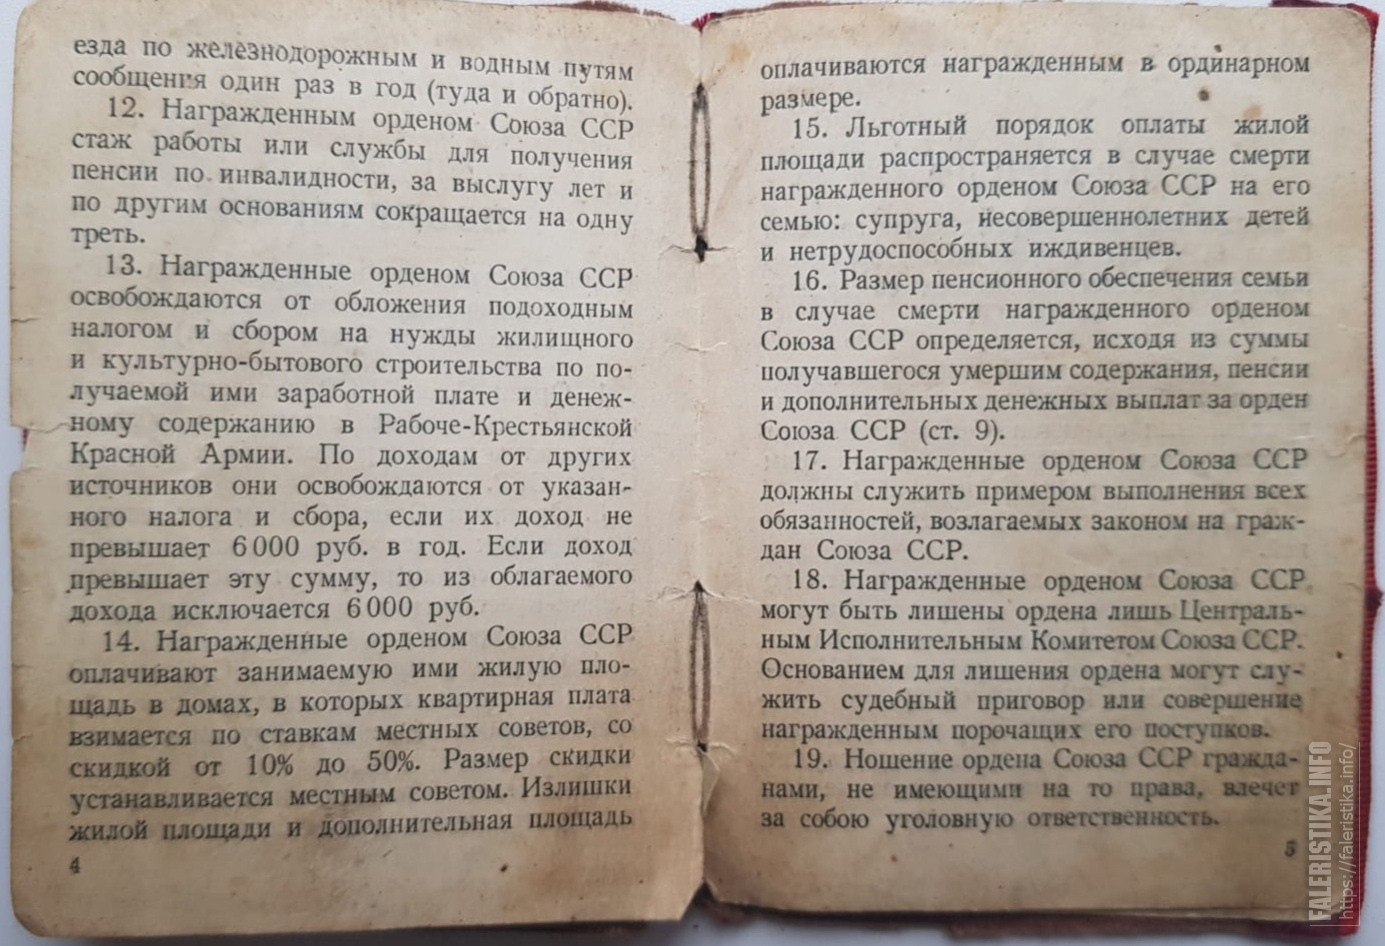 езда по железнодорожным и водным путям
сообщения один раз в год (туда и обратно).
12. Награжденным орденом Союза ССР
стаж работы или службы для получения
пенсии по инвалидности, за выслугу лет и
по другим основаниям сокращается на одну
треть.
13. Награжденные орденом Союза ССР
освобождаются от обложения подоходным
налогом и сбором на нужды жилищного
и культурно-бытового строительства по по-
лучаемой ими заработной плате и денеж-
ному содержанию в Рабоче-Крестьянской
Красной Армии. По доходам от других
источников они освобождаются от указан-
ного налога и сбора, если их доход не
превышает 6 000 руб. в год. Если доход
превышает эту сумму, то из облагаемого
дохода исключается 6 000 руб.
14. Награжденные орденом Союза ССР
оплачивают занимаемую ими жилую пло-
щадь в домах, в которых квартирная плата
взимается по ставкам местных советов, со
скидкой от 10% до 50%. Размер скидки
устанавливается местным советом. Излишки
жилой площади и дополнительная площадь
4
оплачиваются награжденным в ординарном
размере.
15. Льготный порядок оплаты жилой
площади распространяется в случае смерти
награжденного орденом Союза ССР на его
семью: супруга, несовершеннолетних детей
и нетрудоспособных иждивенцев.
16. Размер пенсионного обеспечения семьи
в случае смерти награжденного орденом
Союза ССР определяется, исходя из суммы
получавшегося умершим содержания, пенсии
и дополнительных денежных выплат за орден
Союза ССР (ст. 9).
17. Награжденные орденом Союза ССР
должны служить примером выполнения всех
обязанностей, возлагаемых законом на граж-
дан Союза ССР.
18. Награжденные орденом Союза ССР
могут быть лишены ордена лишь Централь-
ным Исполнительным Комитетом Союза ССР.
Основанием для лишения ордена могут слу-
жить судебный приговор или совершение
награжденным порочащих его поступков.
19. Ношение ордена Союза ССР гражда-
нами, не имеющими на то права, влечет
за собою уголовную ответственность.
5
FALERISTIKA.INFO
https://faleristika.info/